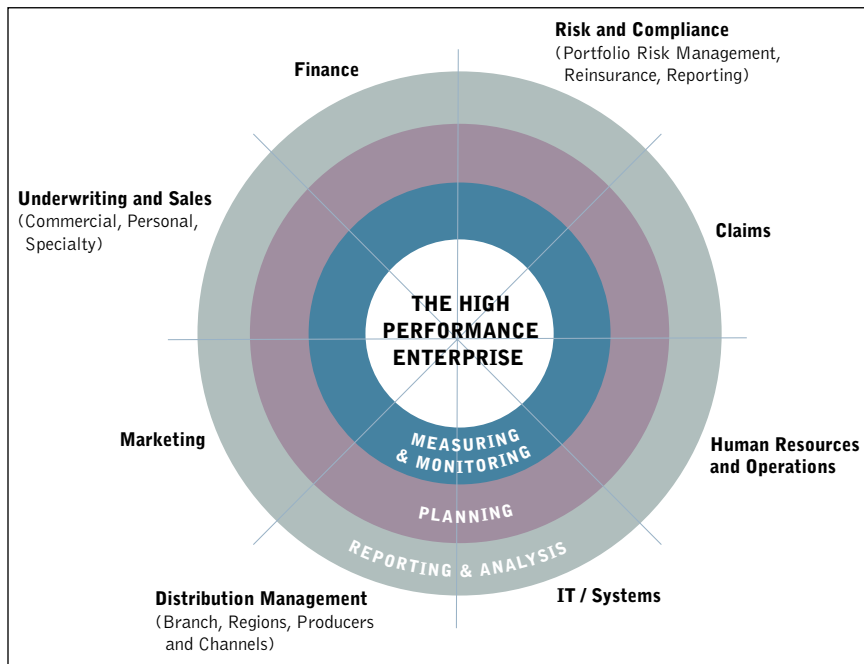 Risk and Compliance
(Portfolio Risk Management,
Reinsurance, Reporting)
Finance
Underwriting and Sales
(Commercial, Personal,
Specialty)
Claims
THE HIGH
PERFORMANCE
ENTERPRISE
MEASURING
& MONITORING
PLANNING
REPORTING & ANALYSIS
Marketing
Human Resources
and Operations
Distribution Management
(Branch, Regions, Producers
and Channels)
IT / Systems